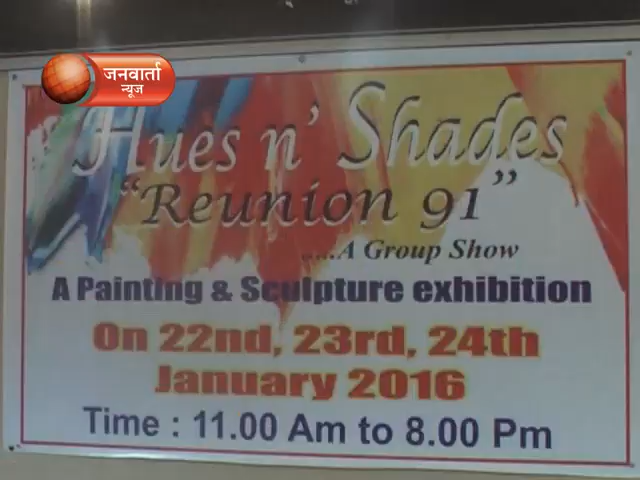 जनवार्ता
न्यूज
Hues n' Shades
"Reunion 91"
.....A Group Show
A Painting & Sculpture exhibition
On 22nd, 23rd, 24th
January 2016
Time : 11.00 Am to 8.00 Pm